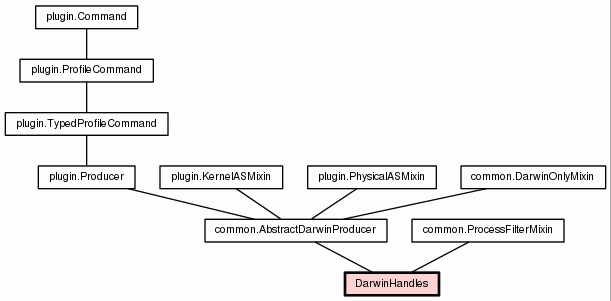 plugin.Command
plugin.ProfileCommand
plugin.TypedProfileCommand
plugin.Producer
plugin.KernelASMixin
plugin.PhysicalASMixin
common.DarwinOnlyMixin
common.AbstractDarwinProducer
common.ProcessFilterMixin
DarwinHandles